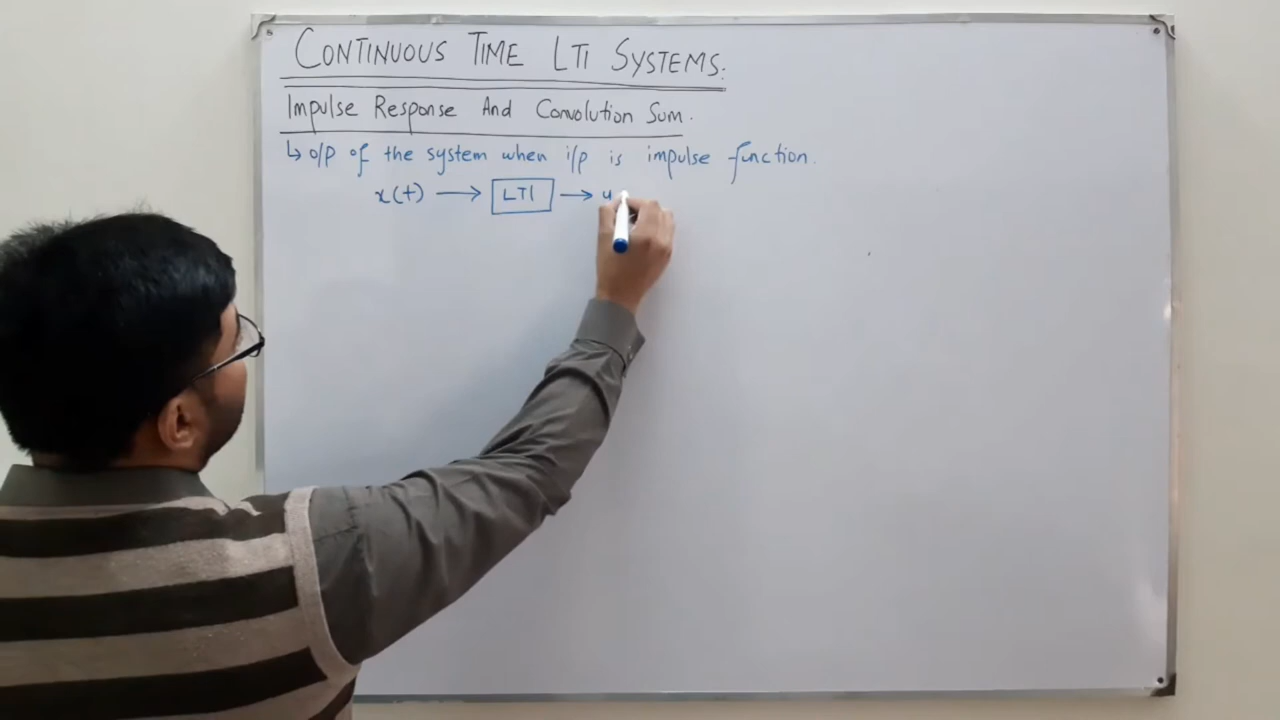 CONTINUOUS TIME LTI SYSTEMS.
Impulse Response And Convolution Sum.
↳ o/p of the system when i/p is impulse function.
x(t) → LTI →